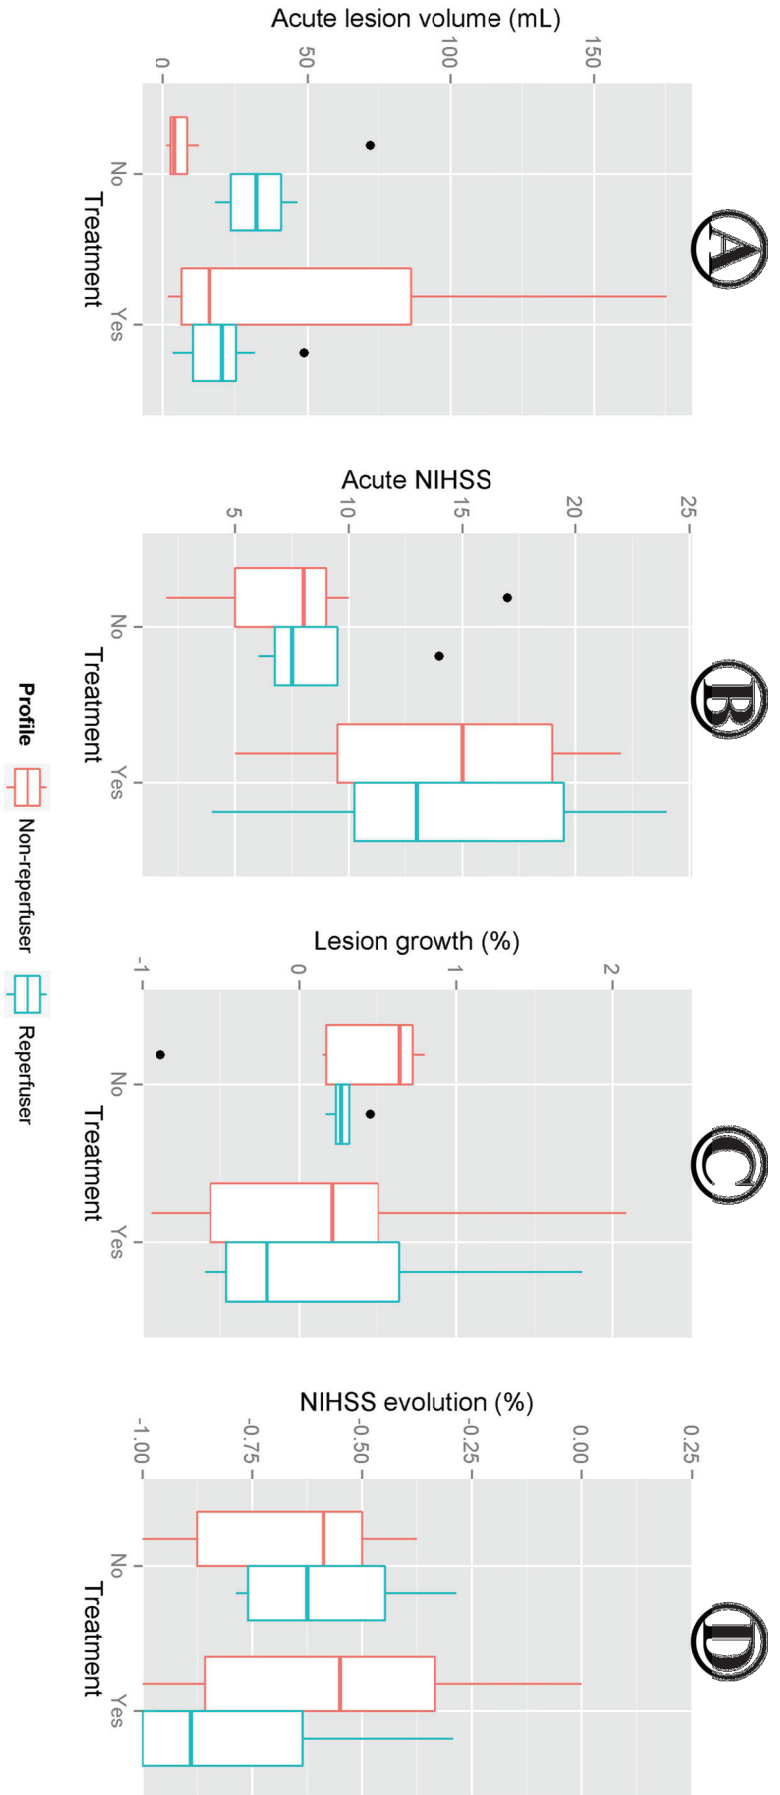 A
Acute lesion volume (mL)
0
50
100
150
No
Yes
Treatment
B
Acute NIHSS
5
10
15
20
25
No
Yes
Treatment
C
Lesion growth (%)
-1
0
1
2
No
Yes
Treatment
D
NIHSS evolution (%)
-1.00
-0.75
-0.50
-0.25
0.00
0.25
No
Yes
Treatment
Profile Non-reperfuser Reperfuser